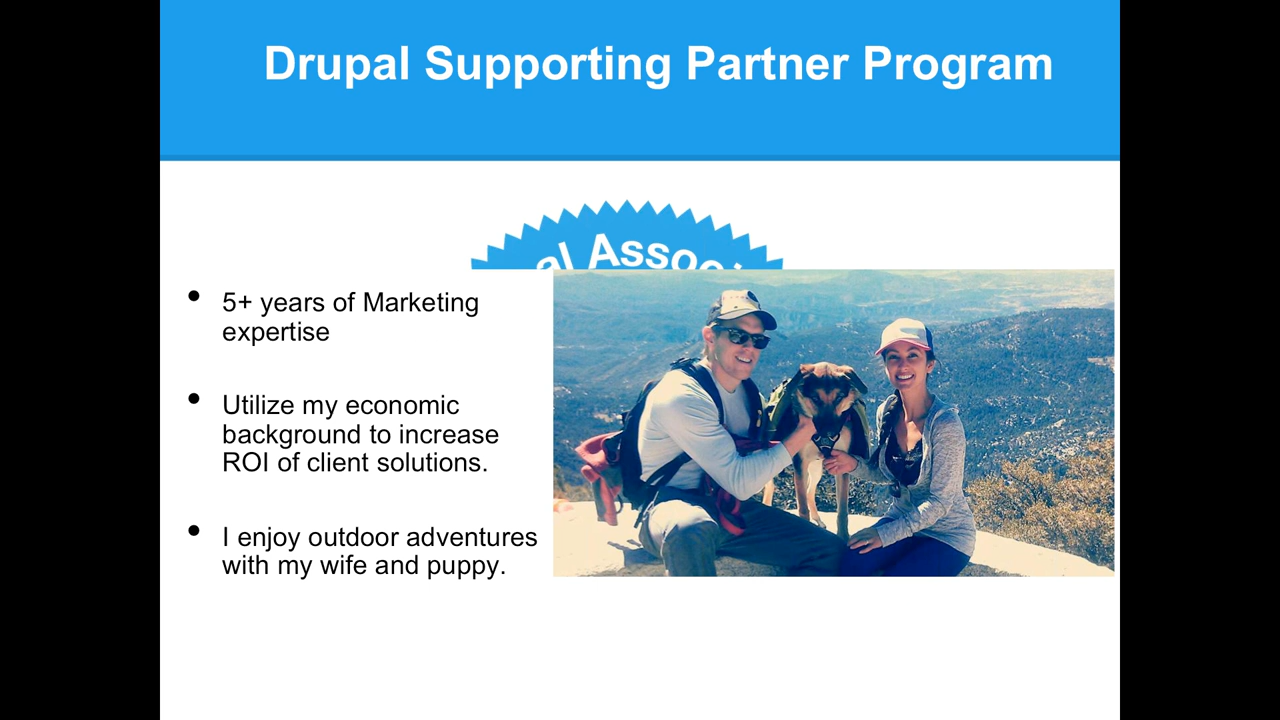 Drupal Supporting Partner Program
5+ years of Marketing
expertise
Utilize my economic
background to increase
ROI of client solutions.
I enjoy outdoor adventures
with my wife and puppy.